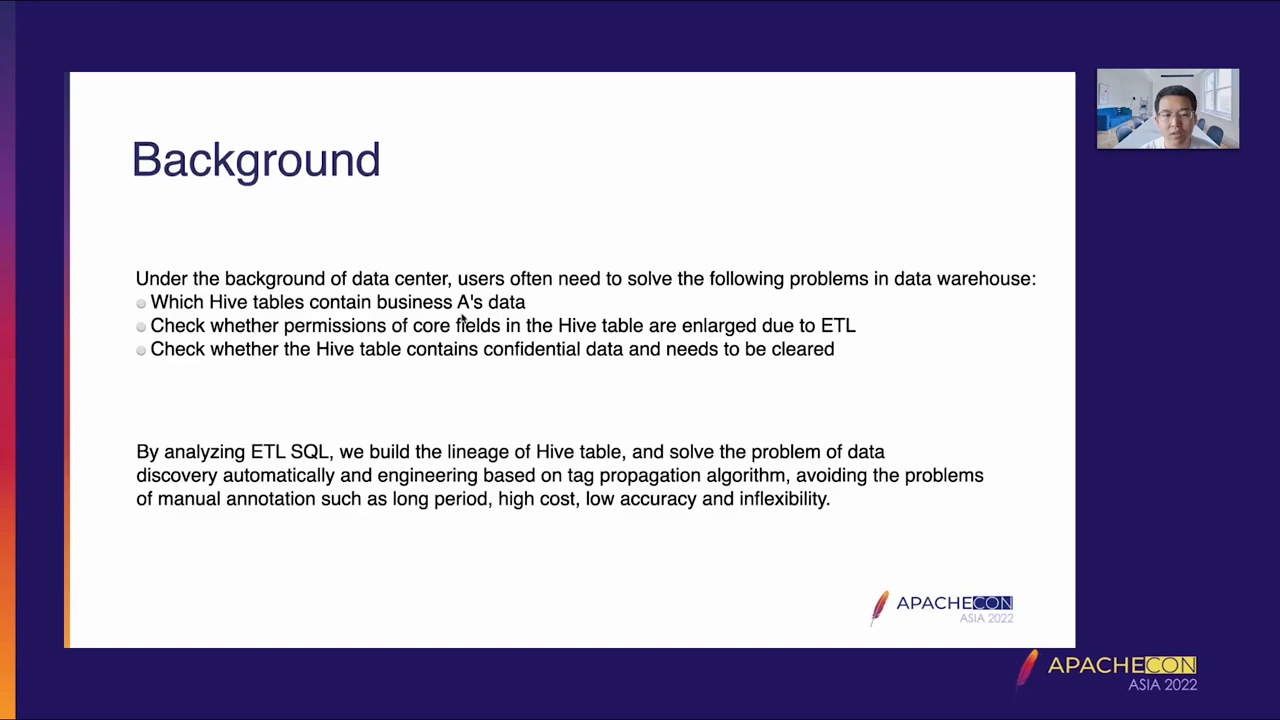 Background
Under the background of data center, users often need to solve the following problems in data warehouse:
Which Hive tables contain business A's data
Check whether permissions of core fields in the Hive table are enlarged due to ETL
Check whether the Hive table contains confidential data and needs to be cleared
By analyzing ETL SQL, we build the lineage of Hive table, and solve the problem of data
discovery automatically and engineering based on tag propagation algorithm, avoiding the problems
of manual annotation such as long period, high cost, low accuracy and inflexibility.
APACHECON
ASIA 2022
APACHECON
ASIA 2022